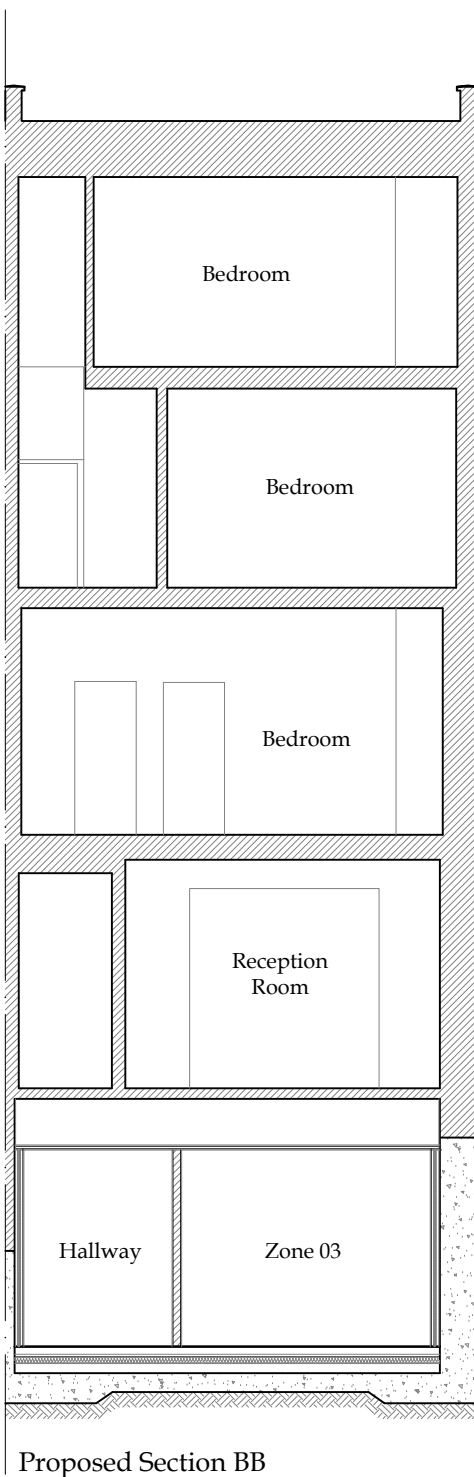 Bedroom
Bedroom
Bedroom
Reception
Room
Hallway
Zone 03
Proposed Section BB